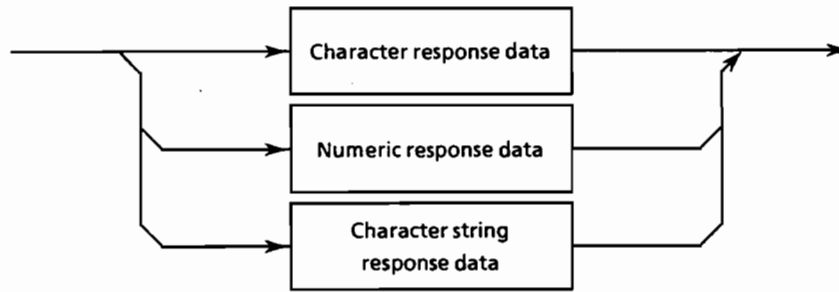 Character response data
Numeric response data
Character string
response data